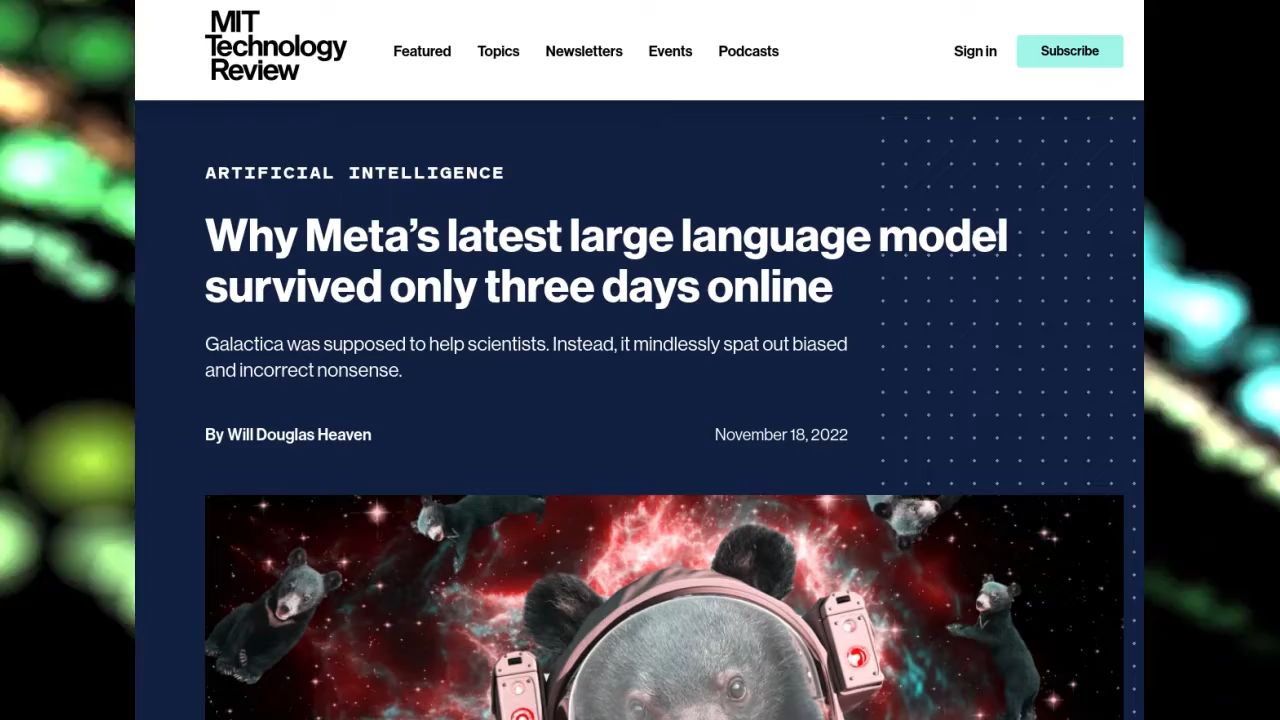 MIT
Technology
Review
Featured Topics Newsletters Events Podcasts
Sign in Subscribe
ARTIFICIAL INTELLIGENCE
Why Meta’s latest large language model
survived only three days online
Galactica was supposed to help scientists. Instead, it mindlessly spat out biased
and incorrect nonsense.
By Will Douglas Heaven November 18, 2022